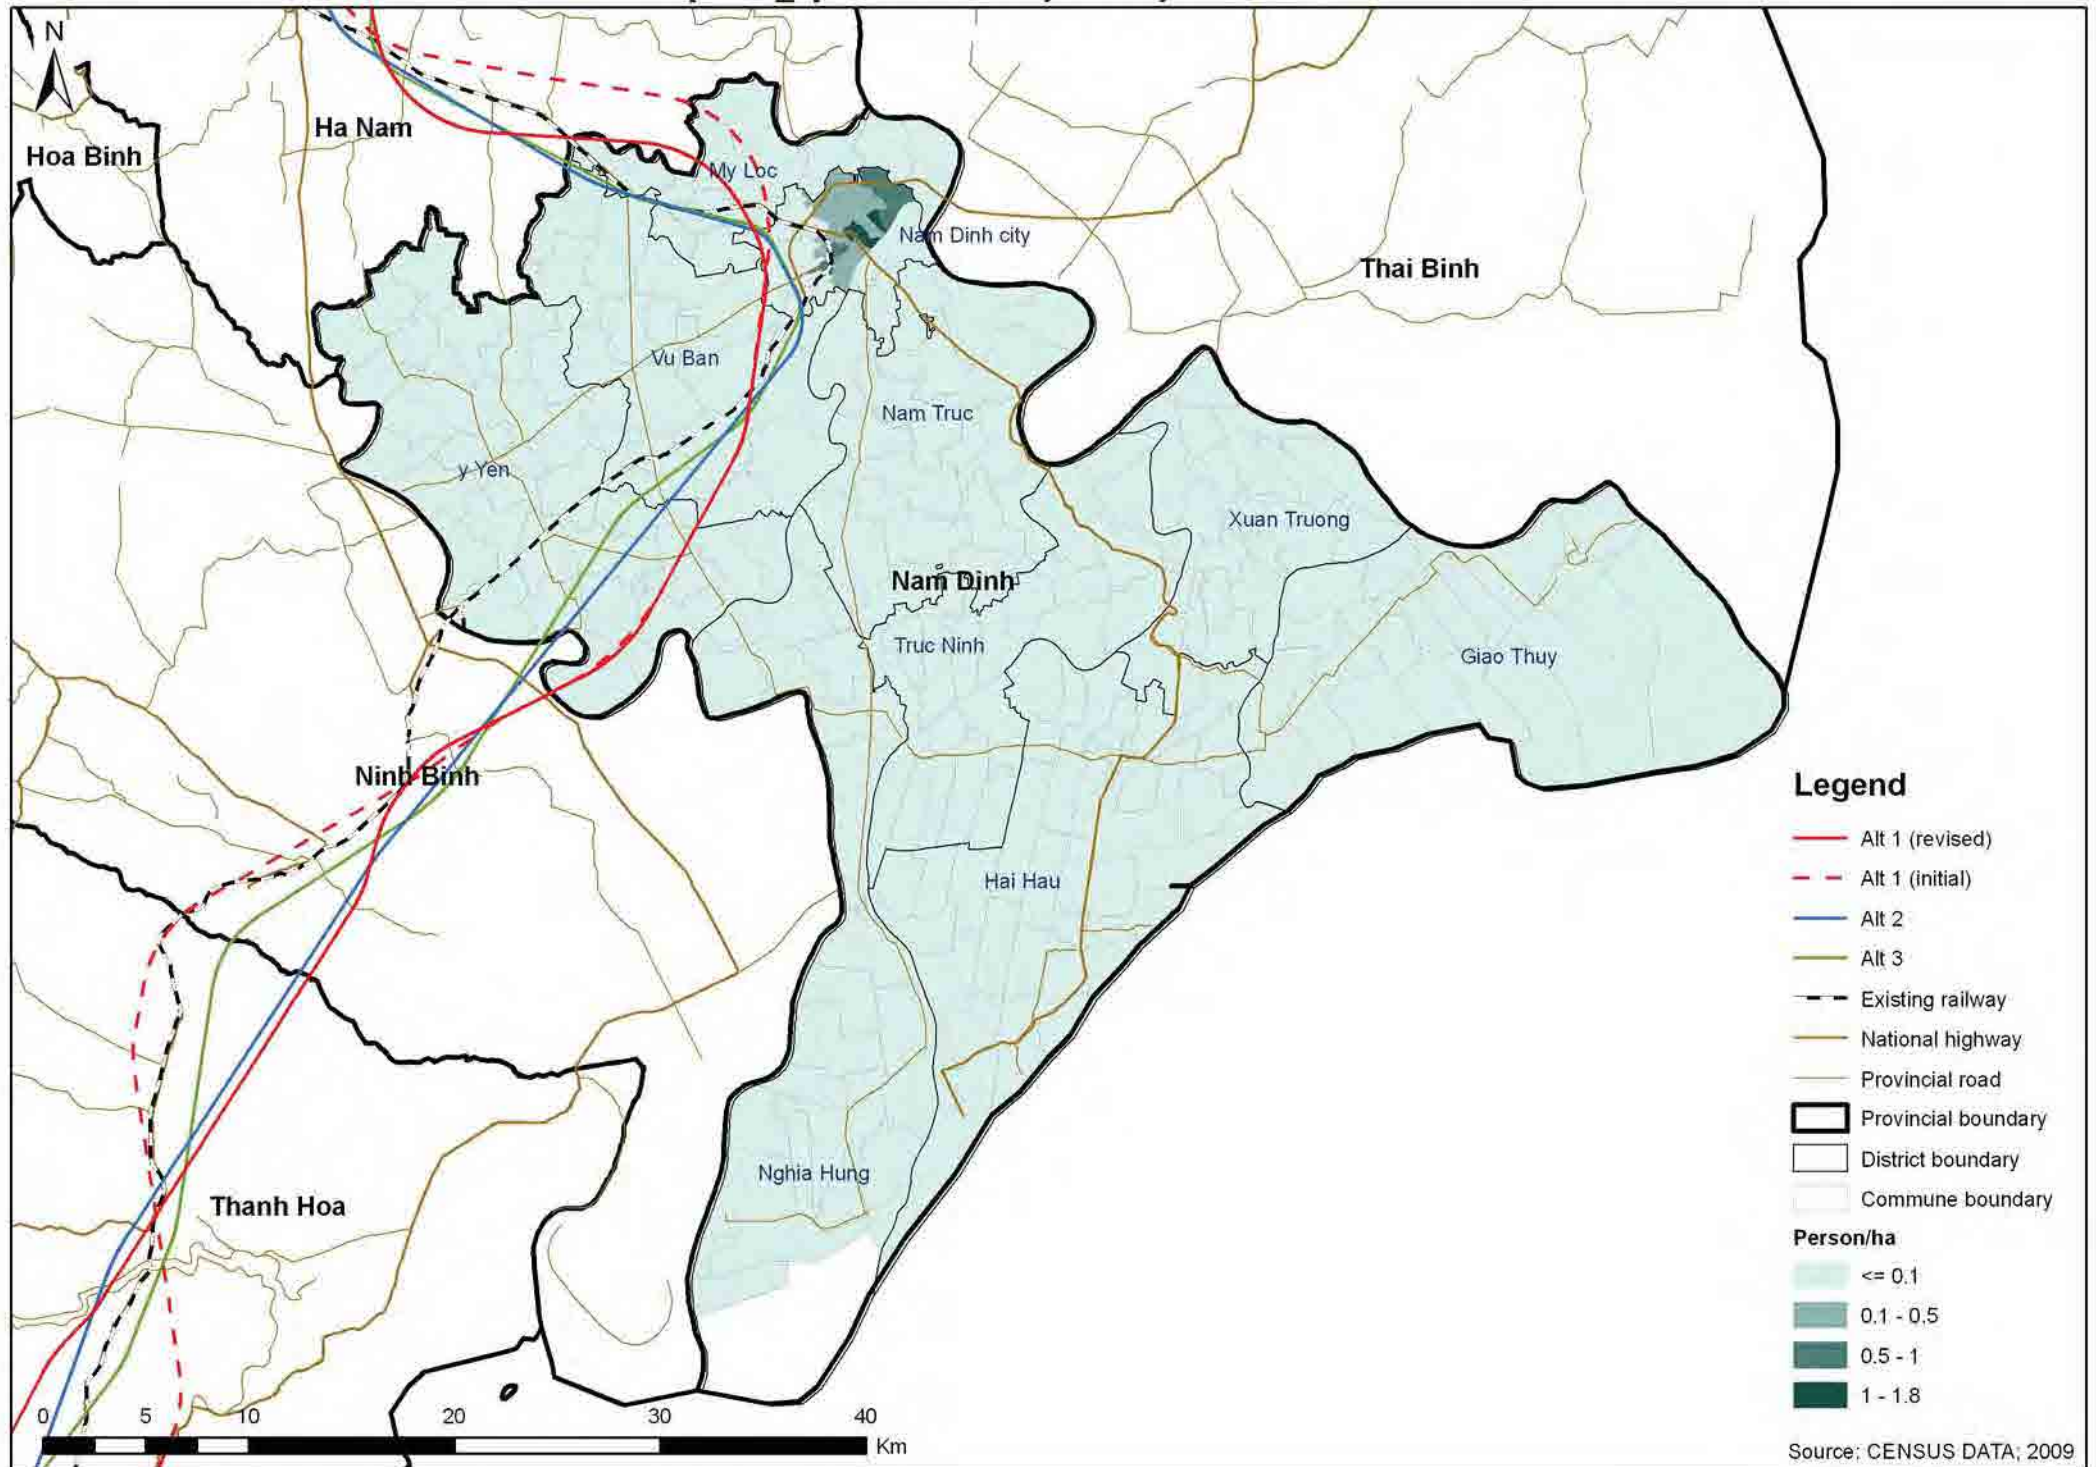 N
Ha Nam
Hoa Binh
My Loc
Nam Dinh city
Thai Binh
Vu Ban
Nam Truc
y Yen
Xuan Truong
Nam Dinh
Truc Ninh
Giao Thuy
Ninh Binh
Hai Hau
Nghia Hung
Thanh Hoa
Legend
Alt 1 (revised)
Alt 1 (initial)
Alt 2
Alt 3
Existing railway
National highway
Provincial road
Provincial boundary
District boundary
Commune boundary
Person/ha
<= 0.1
0.1 - 0.5
0.5 - 1
1 - 1.8
0 5 10 20 30 40
Km
Source; CENSUS DATA; 2009